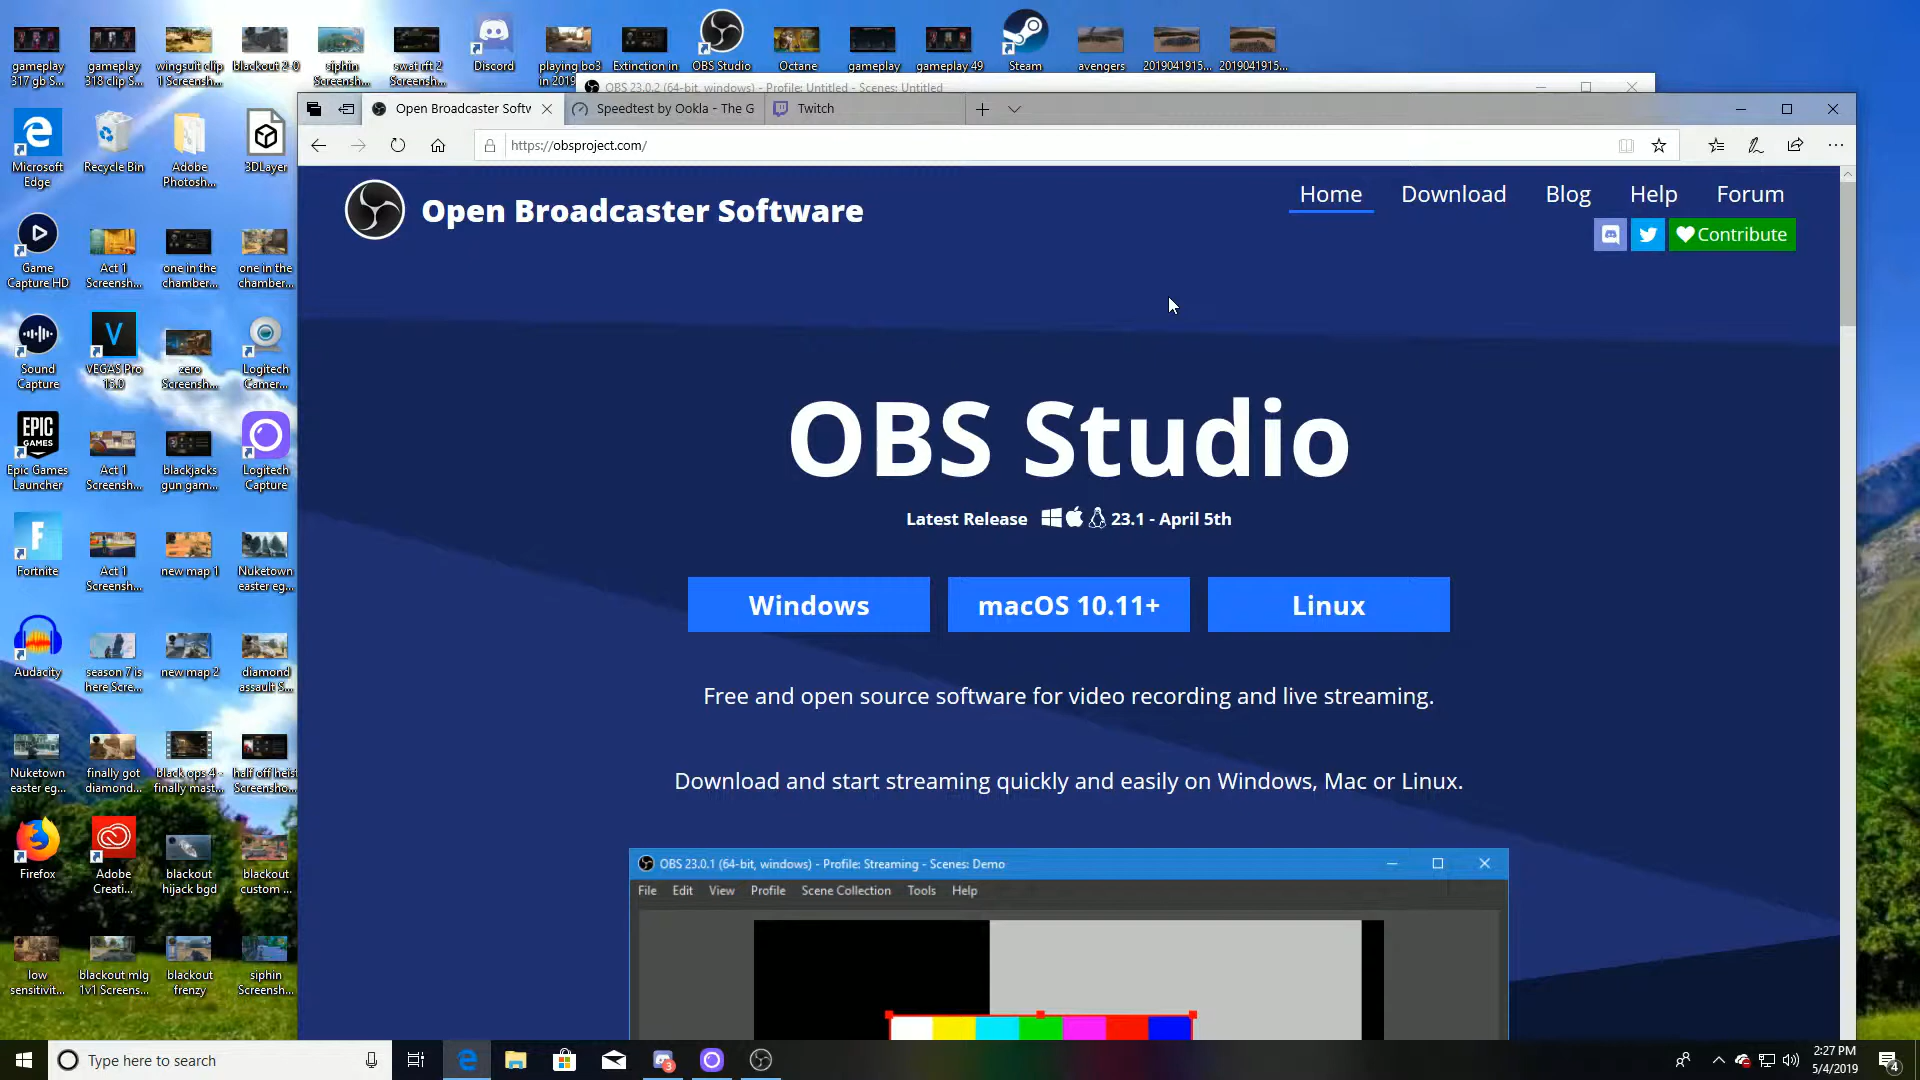 gameplay 317 gb S...
gameplay 318 clip S...
wingsuit clip 1 Screensh...
blackout 2-0
siphin Screensh...
swat rft 2 Screensh...
Discord
playing bo3 in 2019
Extinction in
OBS Studio
Octane
gameplay
gameplay 49
Steam
avengers
2019041915...
2019041915...
OBS 23.0.2 (64-bit, windows) - Profile: Untitled - Scenes: Untitled
Open Broadcaster Softw
Speedtest by Ookla - The G
Twitch
https://obsproject.com/
Microsoft Edge
Recycle Bin
Adobe Photosh...
3DLayer
Open Broadcaster Software
Home
Download
Blog
Help
Forum
Contribute
Game Capture HD
Act 1 Screensh...
one in the chamber...
one in the chamber...
Sound Capture
V
VEGAS Pro 15.0
zero Screensh...
Logitech Camer...
OBS Studio
Latest Release 23.1 - April 5th
EPIC GAMES
Epic Games Launcher
Act 1 Screensh...
blackjacks gun gam...
Logitech Capture
Windows
macOS 10.11+
Linux
Fortnite
Act 1 Screensh...
new map 1
Nuketown easter eg...
Free and open source software for video recording and live streaming.
Audacity
season 7 is here Scre...
new map 2
diamond assault S...
Download and start streaming quickly and easily on Windows, Mac or Linux.
Nuketown easter eg...
finally got diamond...
black ops 4 - finally mast...
half off heist Screensho...
OBS 23.0.1 (64-bit, windows) - Profile: Streaming - Scenes: Demo
File Edit View Profile Scene Collection Tools Help
Firefox
Adobe Creati...
blackout hijack bgd
blackout custom ...
low sensitivit...
blackout mlg 1v1 Screens...
blackout frenzy
siphin Screensh...
Type here to search
3
2:27 PM
5/4/2019
4